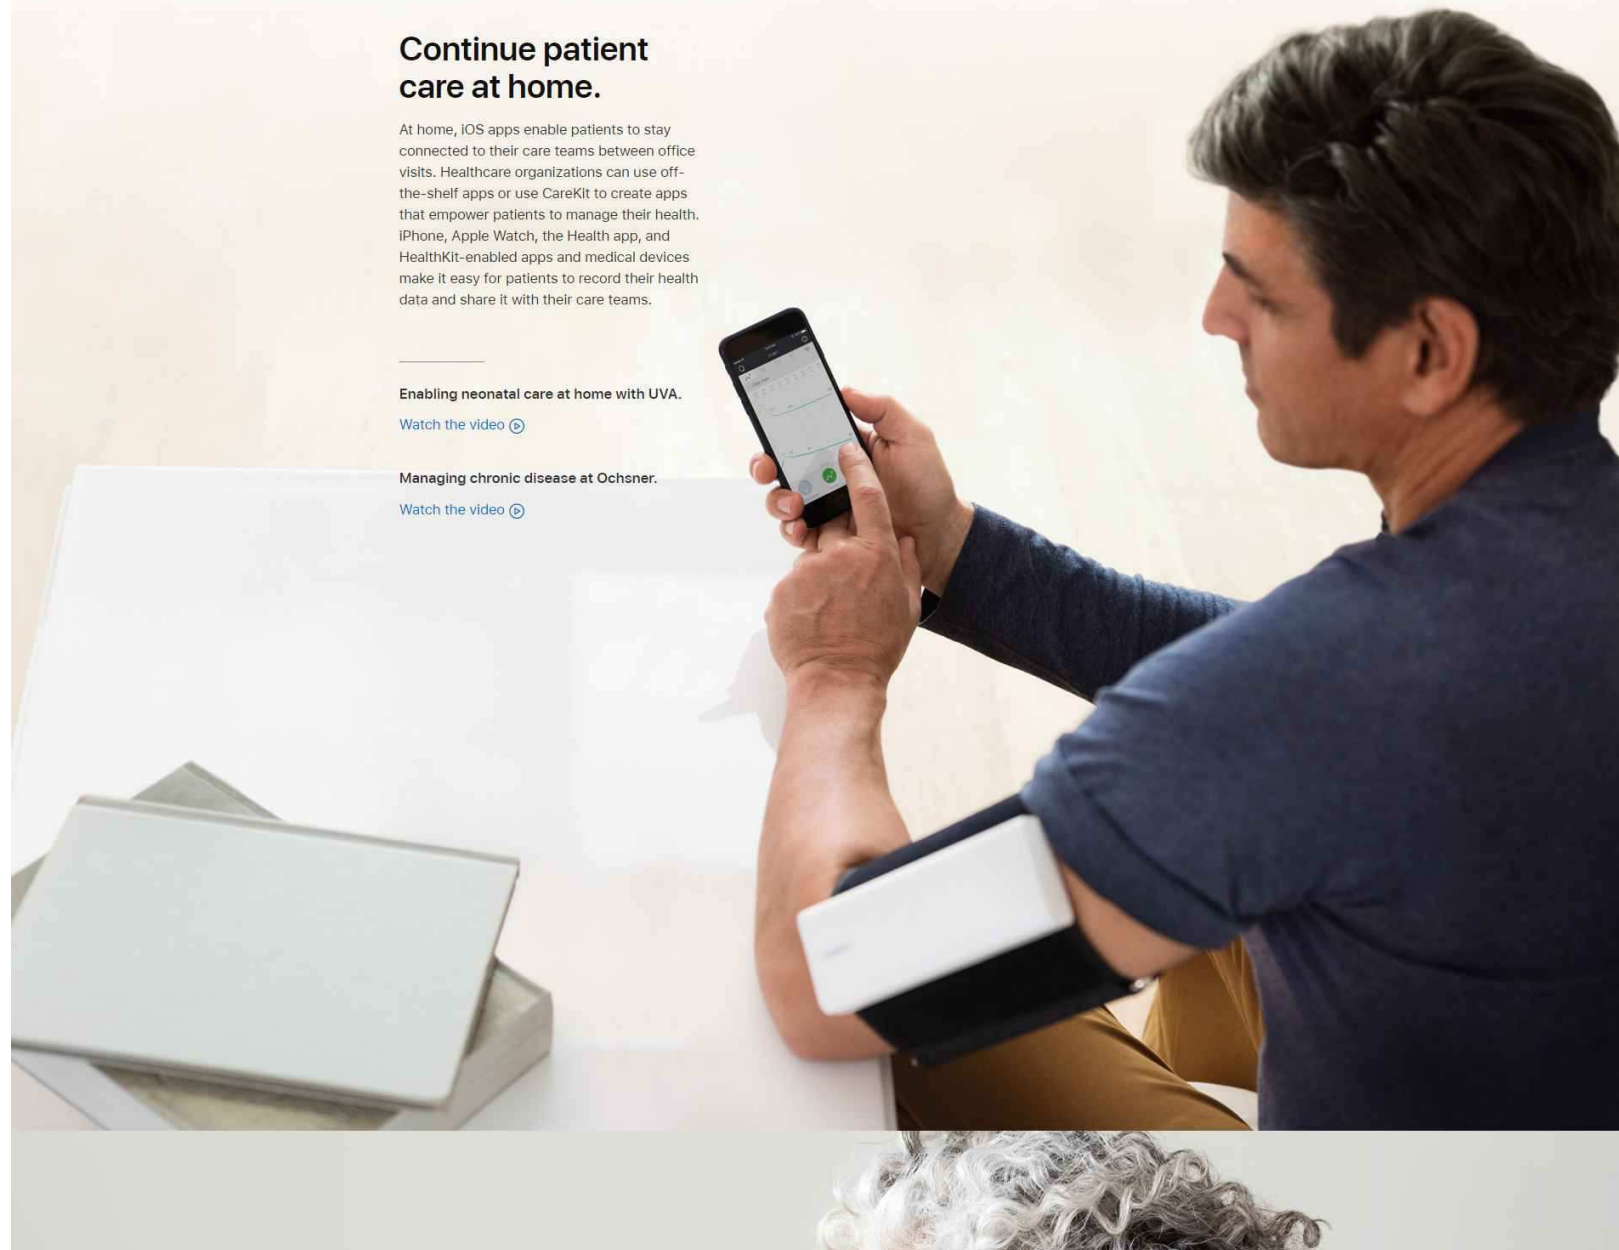 Continue patient
care at home.
At home, iOS apps enable patients to stay
connected to their care teams between office
visits. Healthcare organizations can use off-
the-shelf apps or use CareKit to create apps
that empower patients to manage their health.
iPhone, Apple Watch, the Health app, and
HealthKit-enabled apps and medical devices
make it easy for patients to record their health
data and share it with their care teams.
Enabling neonatal care at home with UVA.
Watch the video
Managing chronic disease at Ochsner.
Watch the video